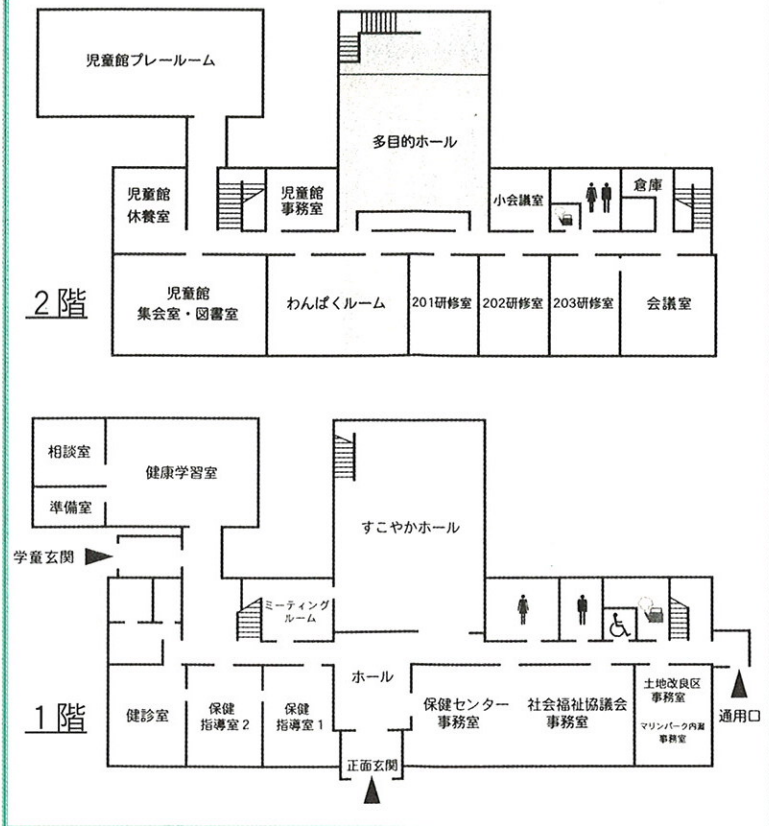 児童館プレールーム
多目的ホール
児童館
休養室
児童館
事務室
小会議室
倉庫
2階
児童館
集会室・図書室
わんぱくルーム
201研修室
202研修室
203研修室
会議室
相談室
健康学習室
準備室
すこやかホール
学童玄関
ミーティング
ルーム
ホール
1階
健診室
保健
指導室2
保健
指導室1
保健センター
事務室
社会福祉協議会
事務室
土地改良区
事務室
マリンパーク内海
事務室
通用口
正面玄関